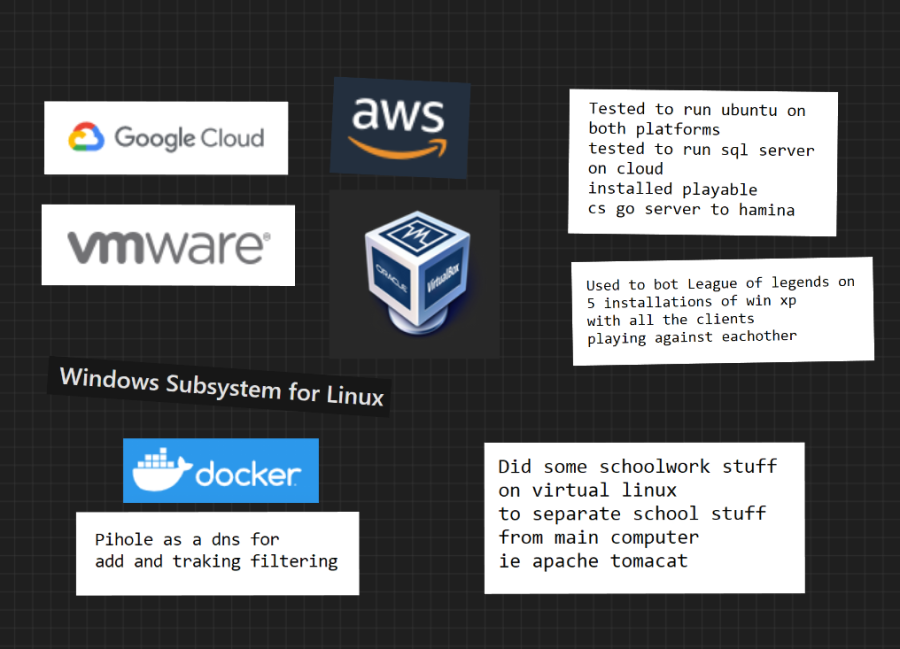 Google Cloud
aws
Tested to run ubuntu on
both platforms
tested to run sql server
on cloud
installed playable
cs go server to hamina
vmware®
ORACLE
VirtualBox
Used to bot League of legends on
5 installations of win xp
with all the clients
playing against eachother
Windows Subsystem for Linux
docker
Pihole as a dns for
add and traking filtering
Did some schoolwork stuff
on virtual linux
to separate school stuff
from main computer
ie apache tomacat